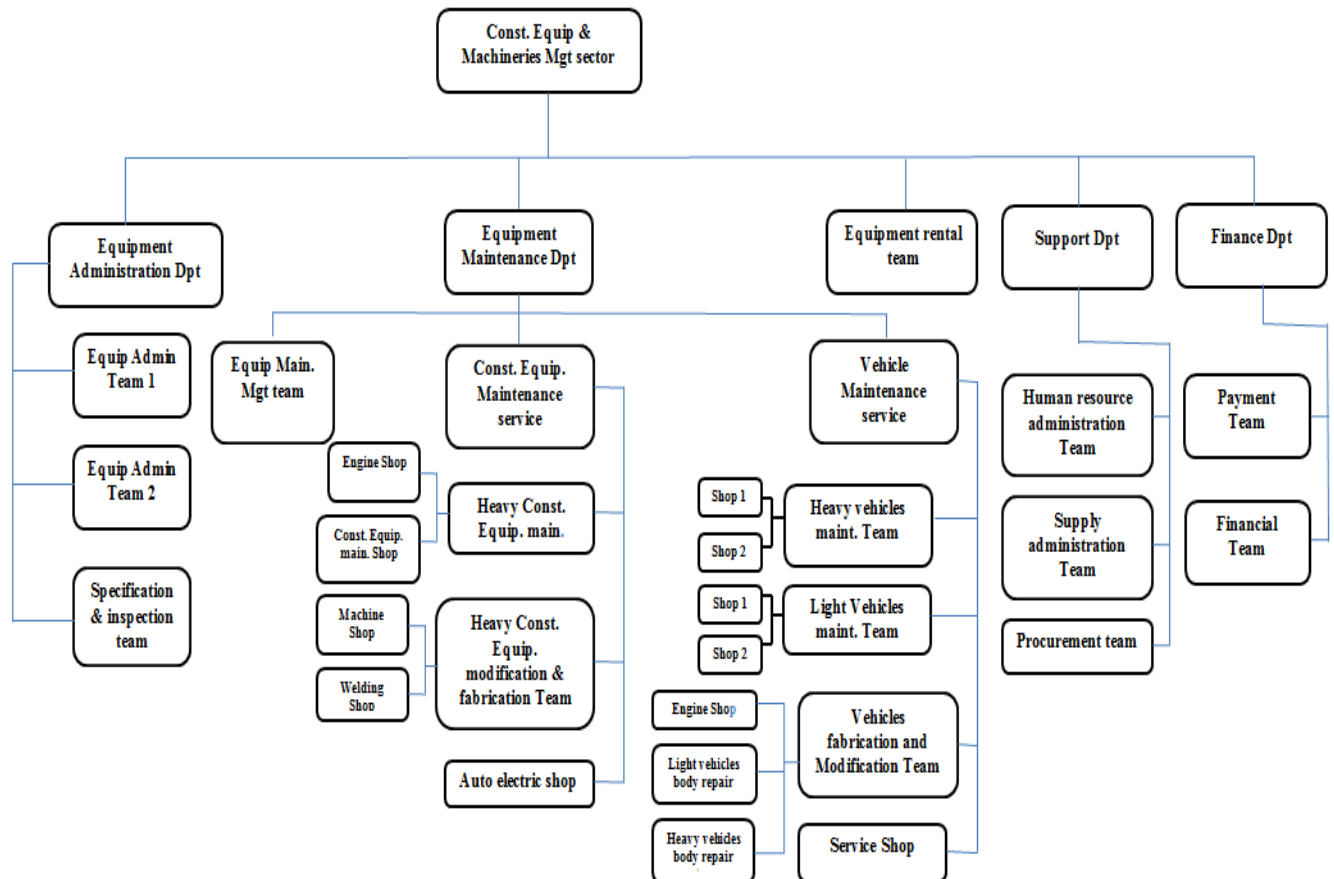 Const. Equip &
Machineries Mgt sector
Equipment
Administration Dpt
Equipment
Maintenance Dpt
Equipment rental
team
Support Dpt
Finance Dpt
Equip Admin
Team 1
Equip Admin
Team 2
Specification
& inspection
team
Equip Main.
Mgt team
Const. Equip.
Maintenance
service
Engine Shop
Const. Equip.
main. Shop
Heavy Const.
Equip. main.
Machine
Shop
Welding
Shop
Heavy Const.
Equip.
modification &
fabrication Team
Auto electric shop
Vehicle
Maintenance
service
Shop 1
Shop 2
Heavy vehicles
maint. Team
Shop 1
Shop 2
Light Vehicles
maint. Team
Engine Shop
Light vehicles
body repair
Heavy vehicles
body repair
Vehicles
fabrication and
Modification Team
Service Shop
Human resource
administration
Team
Supply
administration
Team
Procurement team
Payment
Team
Financial
Team